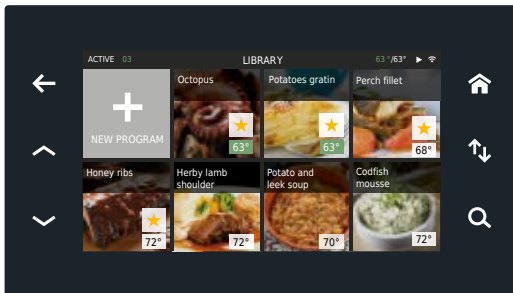 ACTIVE 03
LIBRARY
63°/63°
NEW PROGRAM
Octopus
63°
Potatoes gratin
63°
Perch fillet
68°
Honey ribs
72°
Herby lamb
shoulder
72°
Potato and
leek soup
70°
Codfish
mousse
72°